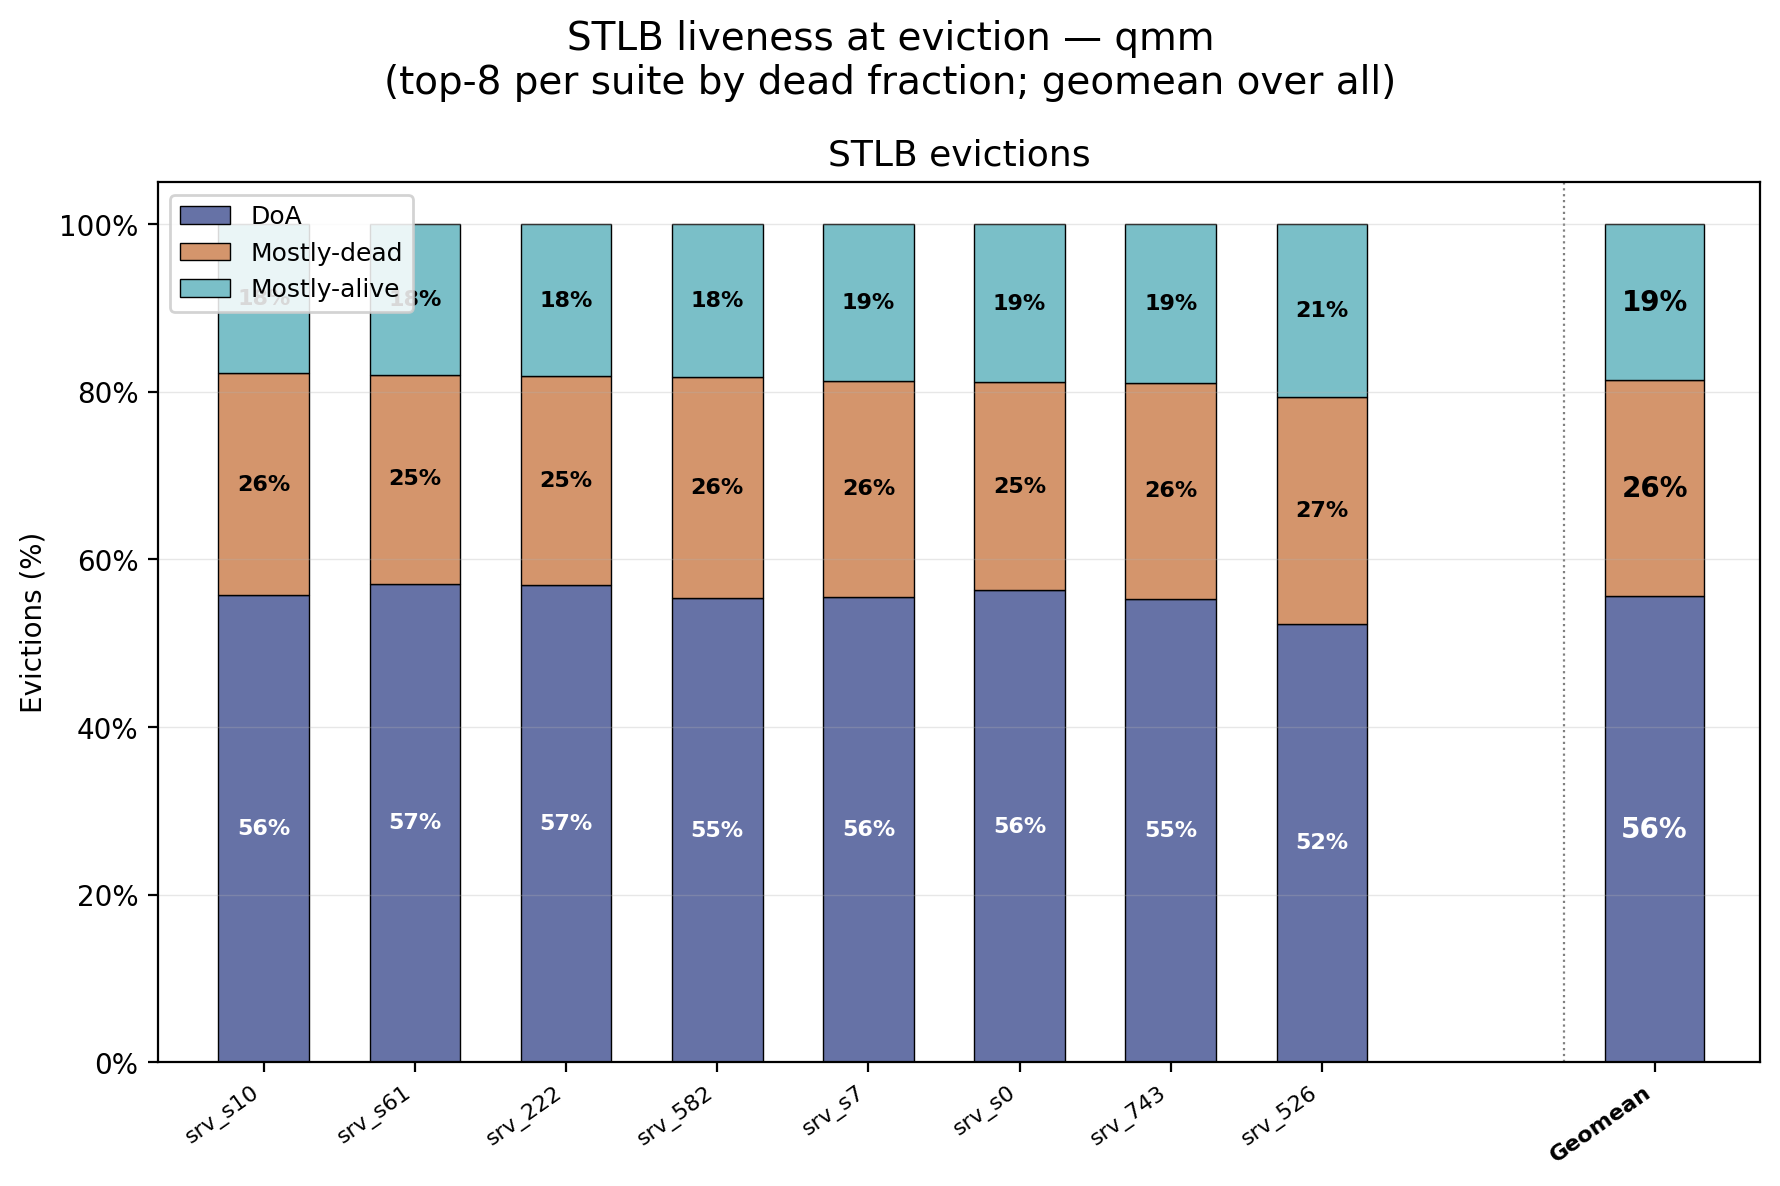 STLB liveness at eviction — qmm
(top-8 per suite by dead fraction; geomean over all)
STLB evictions
DoA
Mostly-dead
Mostly-alive
Evictions (%)
100%
80%
60%
40%
20%
0%
18% 18% 18% 18% 19% 19% 19% 21% 19%
26% 25% 25% 26% 26% 25% 26% 27% 26%
56% 57% 57% 55% 56% 56% 55% 52% 56%
srv_s10 srv_s61 srv_222 srv_582 srv_s7 srv_s0 srv_743 srv_526 Geomean